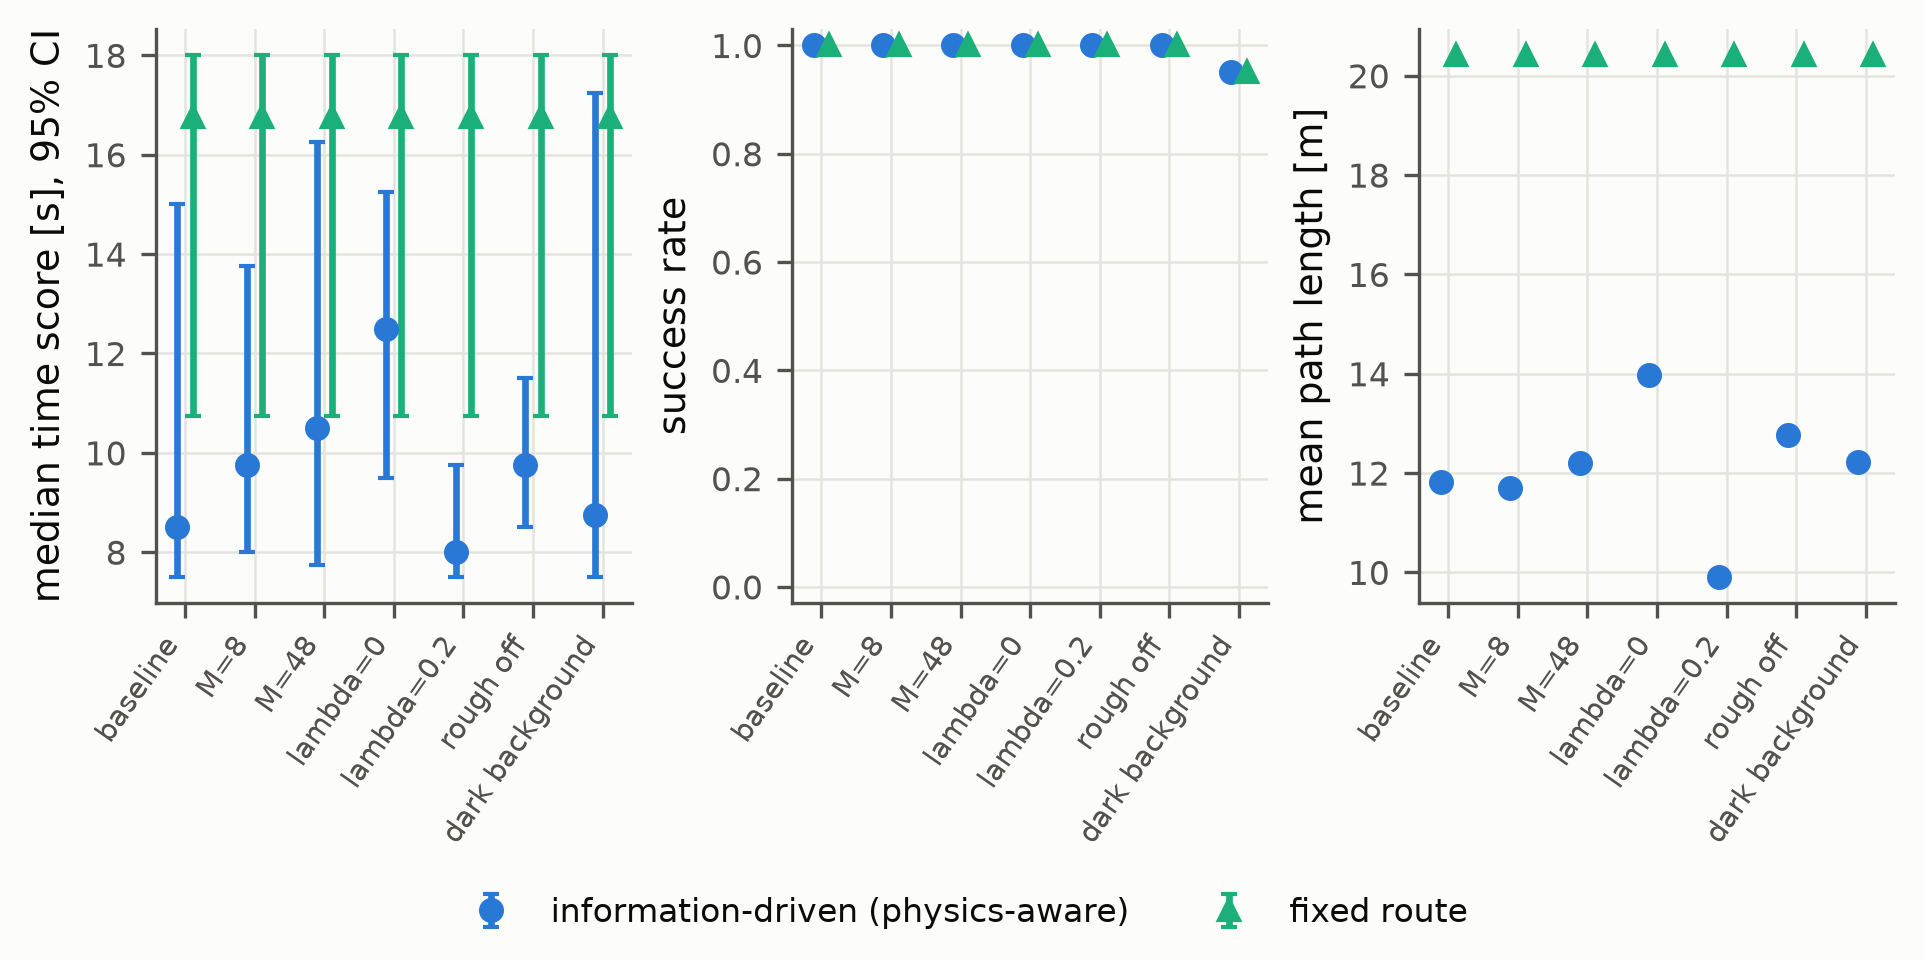 median time score [s], 95% CI
18
16
14
12
10
8
baseline
M=8
M=48
lambda=0
lambda=0.2
rough off
dark background
success rate
1.0
0.8
0.6
0.4
0.2
0.0
baseline
M=8
M=48
lambda=0
lambda=0.2
rough off
dark background
mean path length [m]
20
18
16
14
12
10
baseline
M=8
M=48
lambda=0
lambda=0.2
rough off
dark background
information-driven (physics-aware)
fixed route